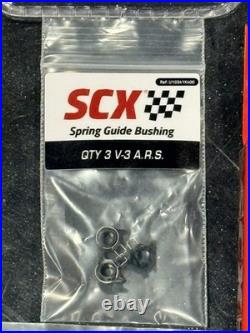 SCX
Spring Guide Bushing
QTY 3 V-3 A.R.S.